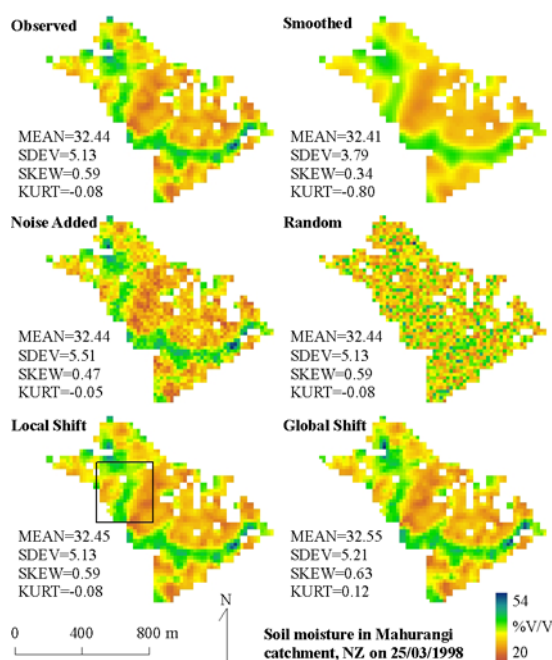 Observed
MEAN=32.44
SDEV=5.13
SKEW=0.59
KURT=-0.08
Smoothed
MEAN=32.41
SDEV=3.79
SKEW=0.34
KURT=-0.80
Noise Added
MEAN=32.44
SDEV=5.51
SKEW=0.47
KURT=-0.05
Random
MEAN=32.44
SDEV=5.13
SKEW=0.59
KURT=-0.08
Local Shift
MEAN=32.45
SDEV=5.13
SKEW=0.59
KURT=-0.08
Global Shift
MEAN=32.55
SDEV=5.21
SKEW=0.63
KURT=0.12
N
0 400 800 m
54
%V/V
20
Soil moisture in Mahurangi
catchment, NZ on 25/03/1998